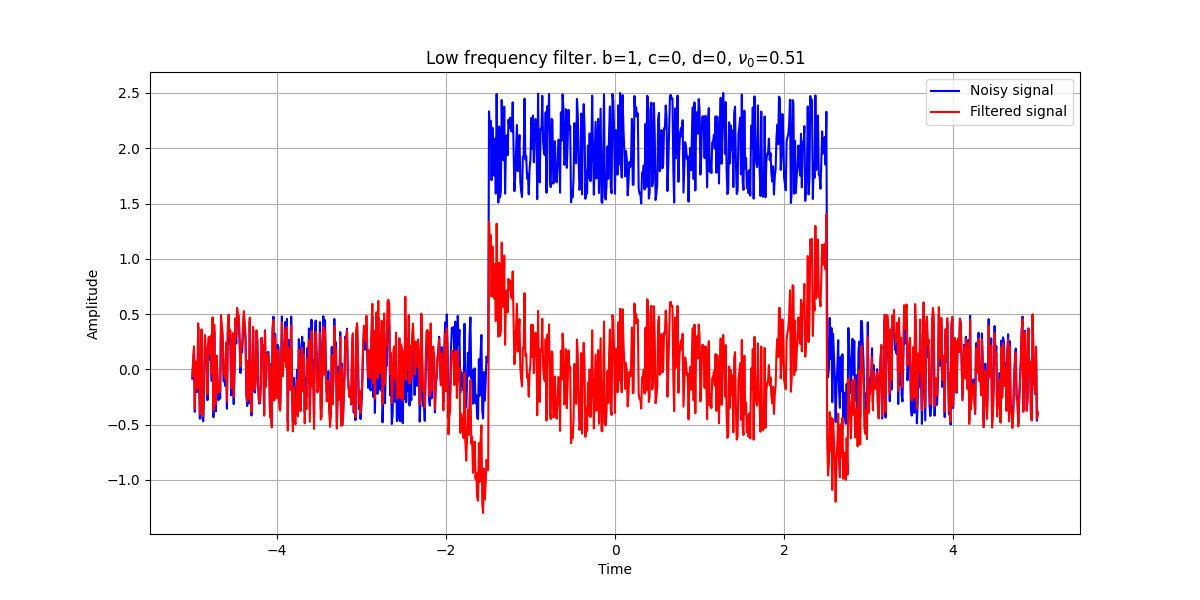 Low frequency filter. b=1, c=0, d=0, ν₀=0.51
Noisy signal
Filtered signal
Amplitude
2.5
2.0
1.5
1.0
0.5
0.0
−0.5
−1.0
−4
−2
0
2
4
Time